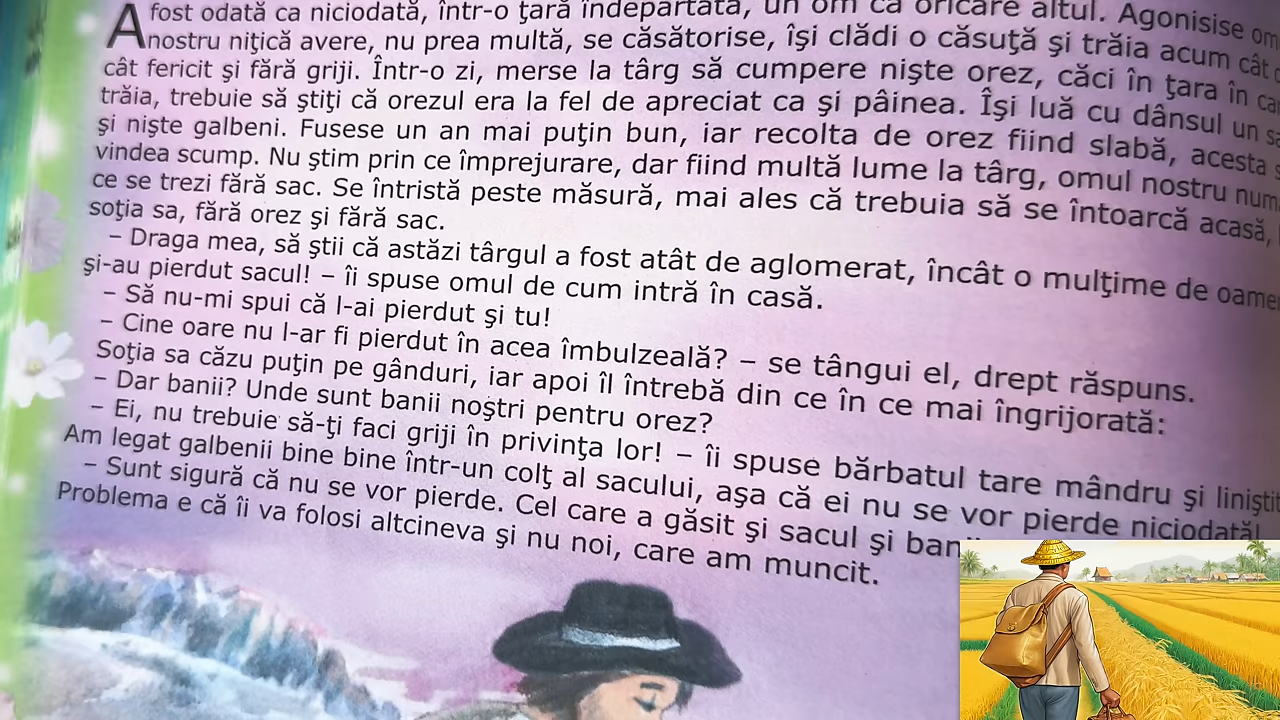 A fost odată ca niciodată, într-o ţară îndepărtată, un om ca oricare altul. Agonisise
nostru niţică avere, nu prea multă, se căsătorise, îşi clădi o căsuţă şi trăia acum cât
cât fericit şi fără griji. Într-o zi, merse la târg să cumpere nişte orez, căci în ţara în
trăia, trebuie să ştiţi că orezul era la fel de apreciat ca şi pâinea. Îşi luă cu dânsul un
şi nişte galbeni. Fusese un an mai puţin bun, iar recolta de orez fiind slabă, acesta
vindea scump. Nu ştim prin ce împrejurare, dar fiind multă lume la târg, omul nostru
ce se trezi fără sac. Se întristă peste măsură, mai ales că trebuia să se întoarcă acasă,
soţia sa, fără orez şi fără sac.
– Draga mea, să ştii că astăzi târgul a fost atât de aglomerat, încât o mulţime de
şi-au pierdut sacul! – îi spuse omul de cum intră în casă.
– Să nu-mi spui că l-ai pierdut şi tu!
– Cine oare nu l-ar fi pierdut în acea îmbulzeală? – se tângui el, drept răspuns.
Soţia sa căzu puţin pe gânduri, iar apoi îl întrebă din ce în ce mai îngrijorată:
– Dar banii? Unde sunt banii noştri pentru orez?
– Ei, nu trebuie să-ţi faci griji în privinţa lor! – îi spuse bărbatul tare mândru şi
Am legat galbenii bine bine într-un colţ al sacului, aşa că ei nu se vor pierde niciodată!
– Sunt sigură că nu se vor pierde. Cel care a găsit şi sacul şi
Problema e că îi va folosi altcineva şi nu noi, care am muncit.